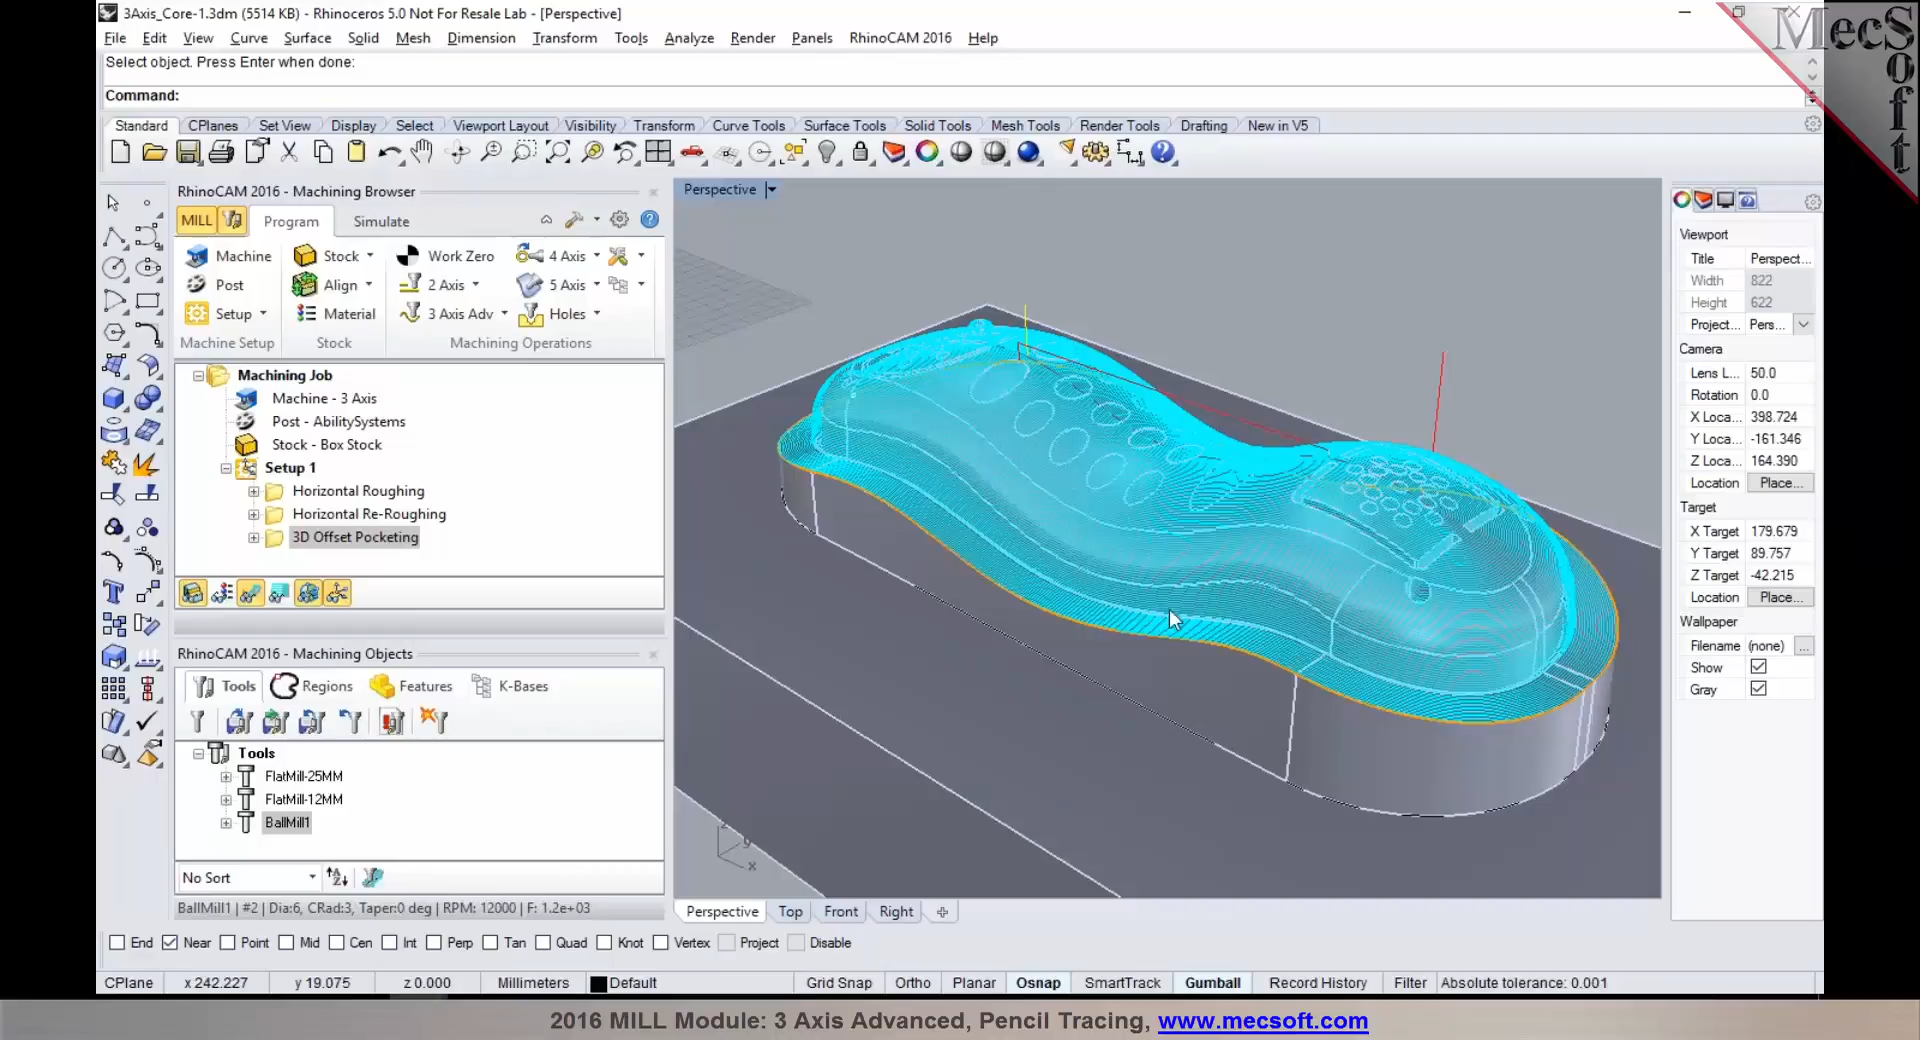 3Axis_Core-1.3dm (5514 KB) - Rhinoceros 5.0 Not For Resale Lab - [Perspective]
File Edit View Curve Surface Solid Mesh Dimension Transform Tools Analyze Render Panels RhinoCAM 2016 Help
Select object. Press Enter when done:
Command:
Standard CPlanes Set View Display Select Viewport Layout Visibility Transform Curve Tools Surface Tools Solid Tools Mesh Tools Render Tools Drafting New in V5
MecSoft
RhinoCAM 2016 - Machining Browser
MILL Program Simulate
Machine Stock Work Zero 4 Axis
Post Align 2 Axis 5 Axis
Setup Material 3 Axis Adv Holes
Machine Setup Stock Machining Operations
Machining Job
Machine - 3 Axis
Post - AbilitySystems
Stock - Box Stock
Setup 1
Horizontal Roughing
Horizontal Re-Roughing
3D Offset Pocketing
RhinoCAM 2016 - Machining Objects
Tools Regions Features K-Bases
Tools
FlatMill-25MM
FlatMill-12MM
BallMill1
No Sort
BallMill1 | #2 | Dia:6, CRad:3, Taper:0 deg | RPM: 12000 | F: 1.2e+03
Perspective
z
y
x
Perspective Top Front Right
Viewport
Title Perspect...
Width 822
Height 622
Project... Pers...
Camera
Lens L... 50.0
Rotation 0.0
X Loca... 398.724
Y Loca... -161.346
Z Loca... 164.390
Location Place...
Target
X Target 179.679
Y Target 89.757
Z Target -42.215
Location Place...
Wallpaper
Filename (none) ...
Show
Gray
End Near Point Mid Cen Int Perp Tan Quad Knot Vertex Project Disable
CPlane x 242.227 y 19.075 z 0.000 Millimeters Default Grid Snap Ortho Planar Osnap SmartTrack Gumball Record History Filter Absolute tolerance: 0.001
2016 MILL Module: 3 Axis Advanced, Pencil Tracing, www.mecsoft.com